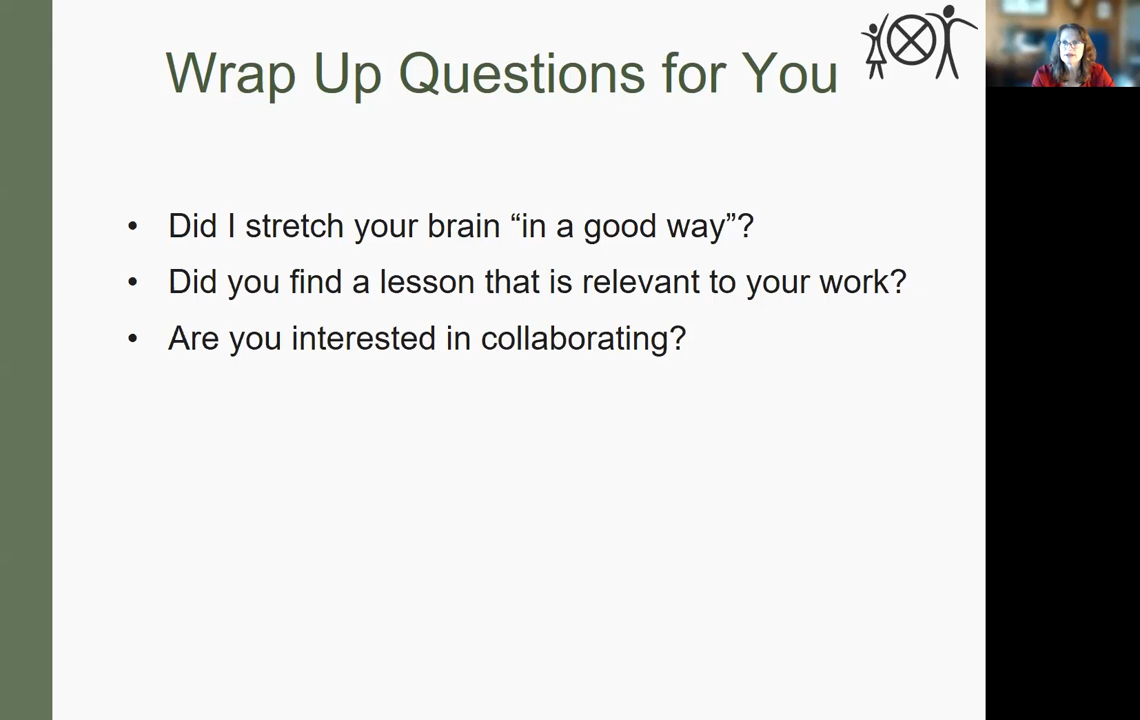 Wrap Up Questions for You
• Did I stretch your brain “in a good way”?
• Did you find a lesson that is relevant to your work?
• Are you interested in collaborating?